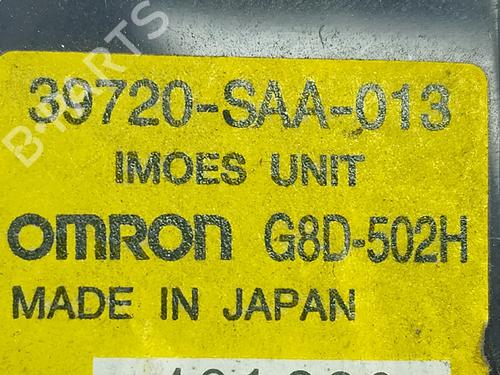 39720-SAA-013
IMOES UNIT
OMRON G8D-502H
MADE IN JAPAN